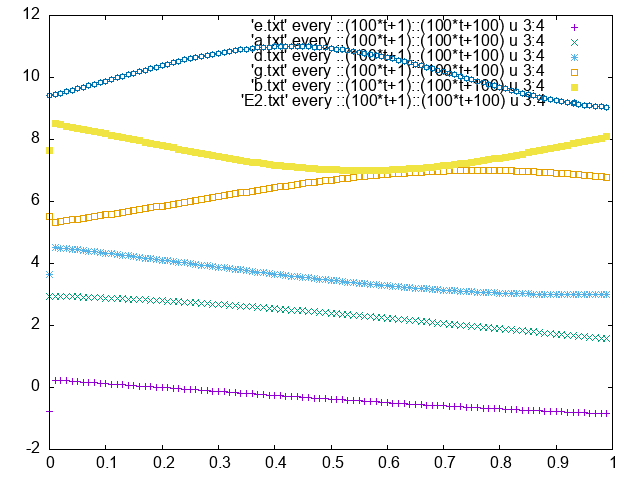 12
10
8
6
4
2
0
-2
'e.txt' every ::(100*t+1)::(100*t+100) u 3:4
'a.txt' every ::(100*t+1)::(100*t+100) u 3:4
'd.txt' every ::(100*t+1)::(100*t+100) u 3:4
'g.txt' every ::(100*t+1)::(100*t+100) u 3:4
'b.txt' every ::(100*t+1)::(100*t+100) u 3:4
'E2.txt' every ::(100*t+1)::(100*t+100) u 3:4
0 0.1 0.2 0.3 0.4 0.5 0.6 0.7 0.8 0.9 1